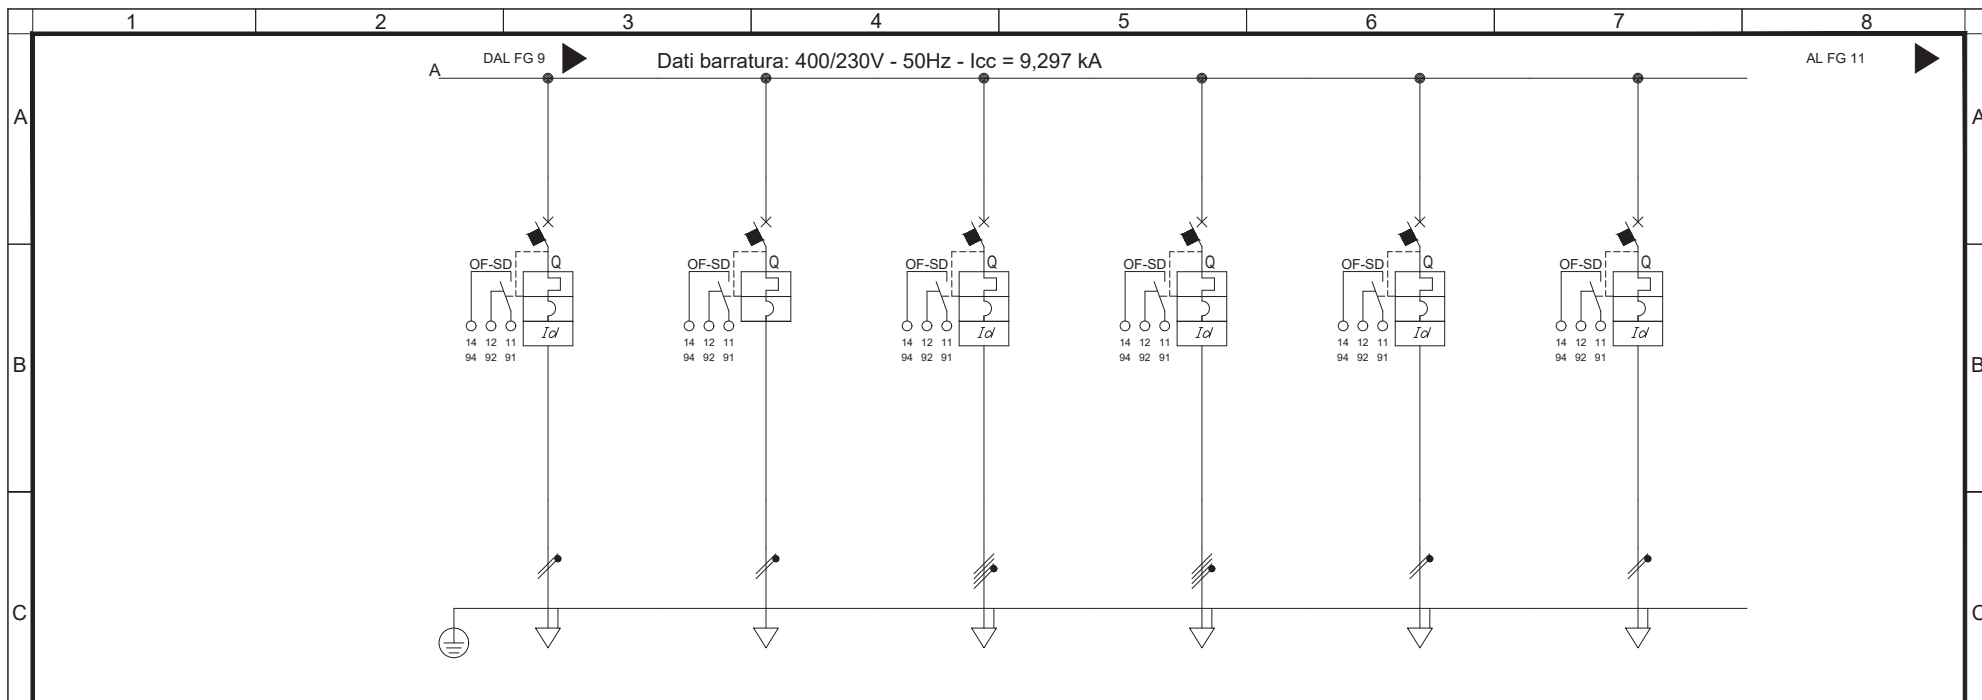 1 2 3 4 5 6 7 8
DAL FG 9 Dati barratura: 400/230V - 50Hz - Icc = 9,297 kA AL FG 11
A
A A
OF-SD Q OF-SD Q OF-SD Q OF-SD Q OF-SD Q OF-SD Q
Id Id Id Id Id
14 12 11 14 12 11 14 12 11 14 12 11 14 12 11 14 12 11
94 92 91 94 92 91 94 92 91 94 92 91 94 92 91 94 92 91
B B
C C